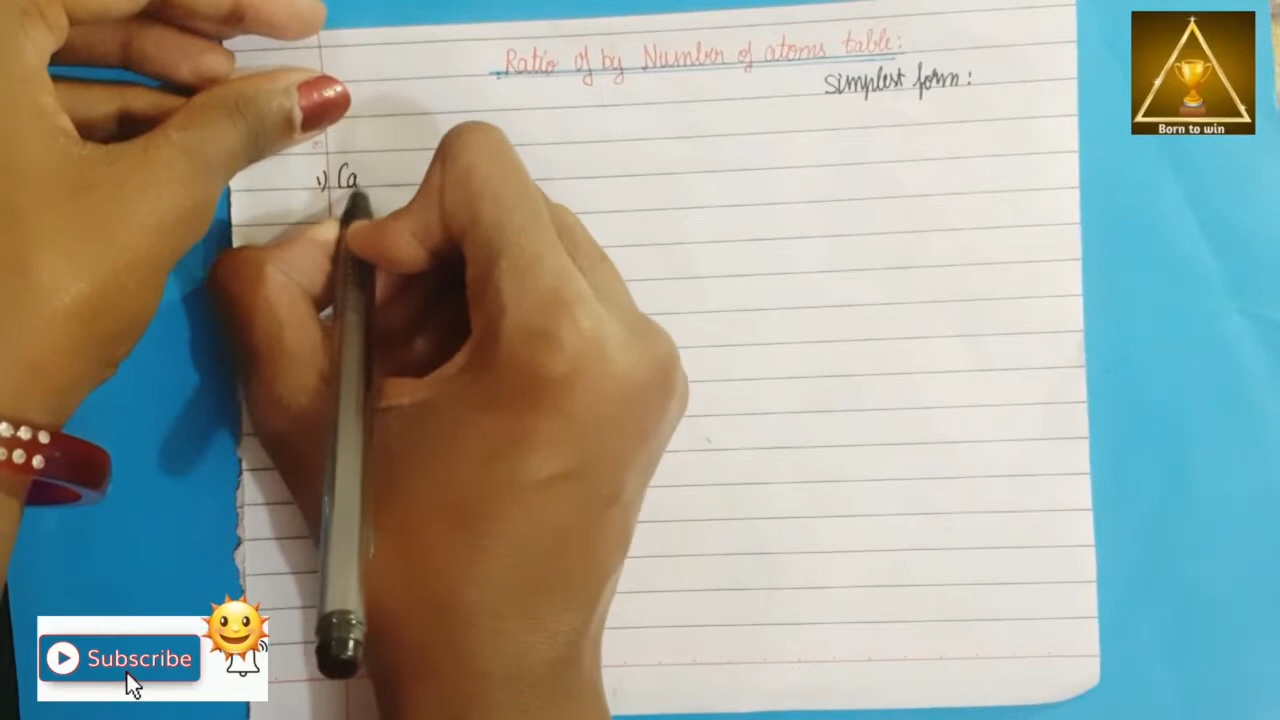 Ratio of by Number of atoms table:
simplest form:
1) Ca
Born to win
Subscribe